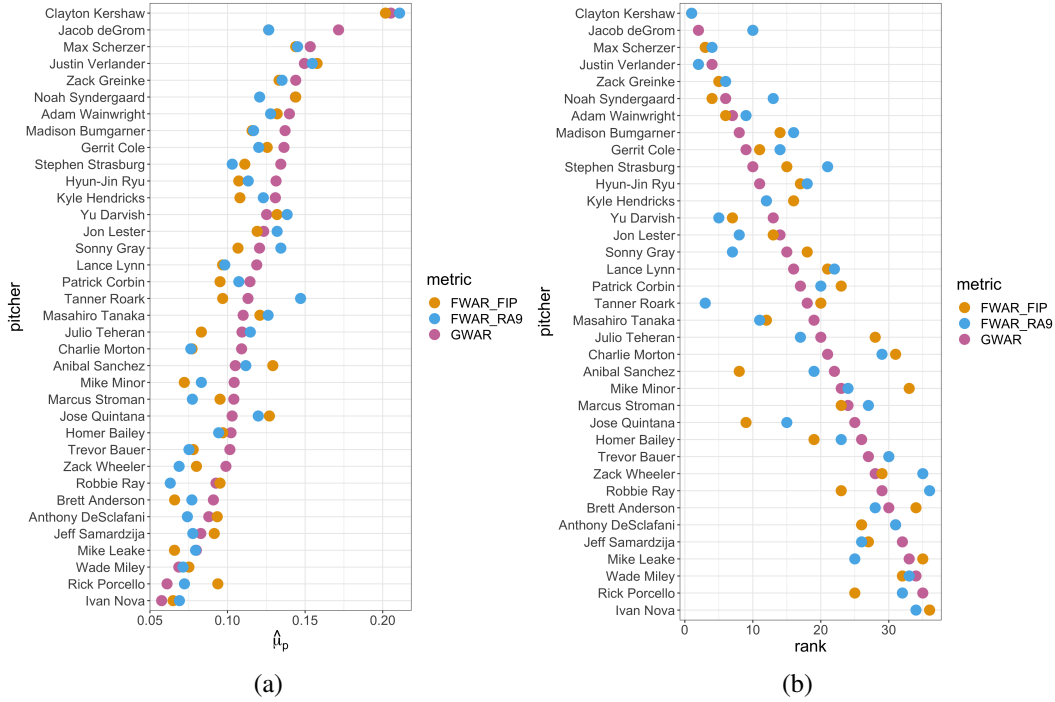 Clayton Kershaw
Jacob deGrom
Max Scherzer
Justin Verlander
Zack Greinke
Noah Syndergaard
Adam Wainwright
Madison Bumgarner
Gerrit Cole
Stephen Strasburg
Hyun-Jin Ryu
Kyle Hendricks
Yu Darvish
Jon Lester
Sonny Gray
Lance Lynn
Patrick Corbin
Tanner Roark
Masahiro Tanaka
Julio Teheran
Charlie Morton
Anibal Sanchez
Mike Minor
Marcus Stroman
Jose Quintana
Homer Bailey
Trevor Bauer
Zack Wheeler
Robbie Ray
Brett Anderson
Anthony DeSclafani
Jeff Samardzija
Mike Leake
Wade Miley
Rick Porcello
Ivan Nova
pitcher
0.05 0.10 0.15 0.20
μ̂p
metric
FWAR_FIP
FWAR_RA9
GWAR
(a)
Clayton Kershaw
Jacob deGrom
Max Scherzer
Justin Verlander
Zack Greinke
Noah Syndergaard
Adam Wainwright
Madison Bumgarner
Gerrit Cole
Stephen Strasburg
Hyun-Jin Ryu
Kyle Hendricks
Yu Darvish
Jon Lester
Sonny Gray
Lance Lynn
Patrick Corbin
Tanner Roark
Masahiro Tanaka
Julio Teheran
Charlie Morton
Anibal Sanchez
Mike Minor
Marcus Stroman
Jose Quintana
Homer Bailey
Trevor Bauer
Zack Wheeler
Robbie Ray
Brett Anderson
Anthony DeSclafani
Jeff Samardzija
Mike Leake
Wade Miley
Rick Porcello
Ivan Nova
pitcher
0 10 20 30
rank
metric
FWAR_FIP
FWAR_RA9
GWAR
(b)